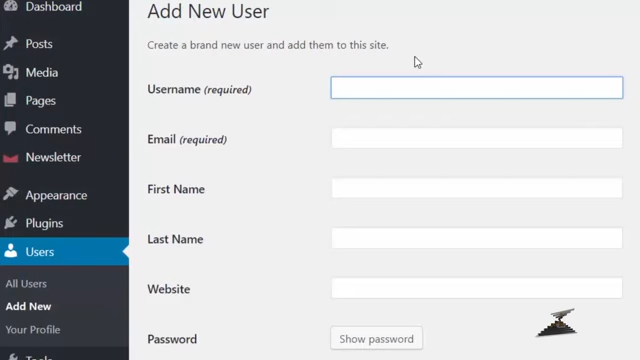 Dashboard
Posts
Media
Pages
Comments
Newsletter
Appearance
Plugins
Users
All Users
Add New
Your Profile
Tools
Add New User
Create a brand new user and add them to this site.
Username (required)
Email (required)
First Name
Last Name
Website
Password
Show password